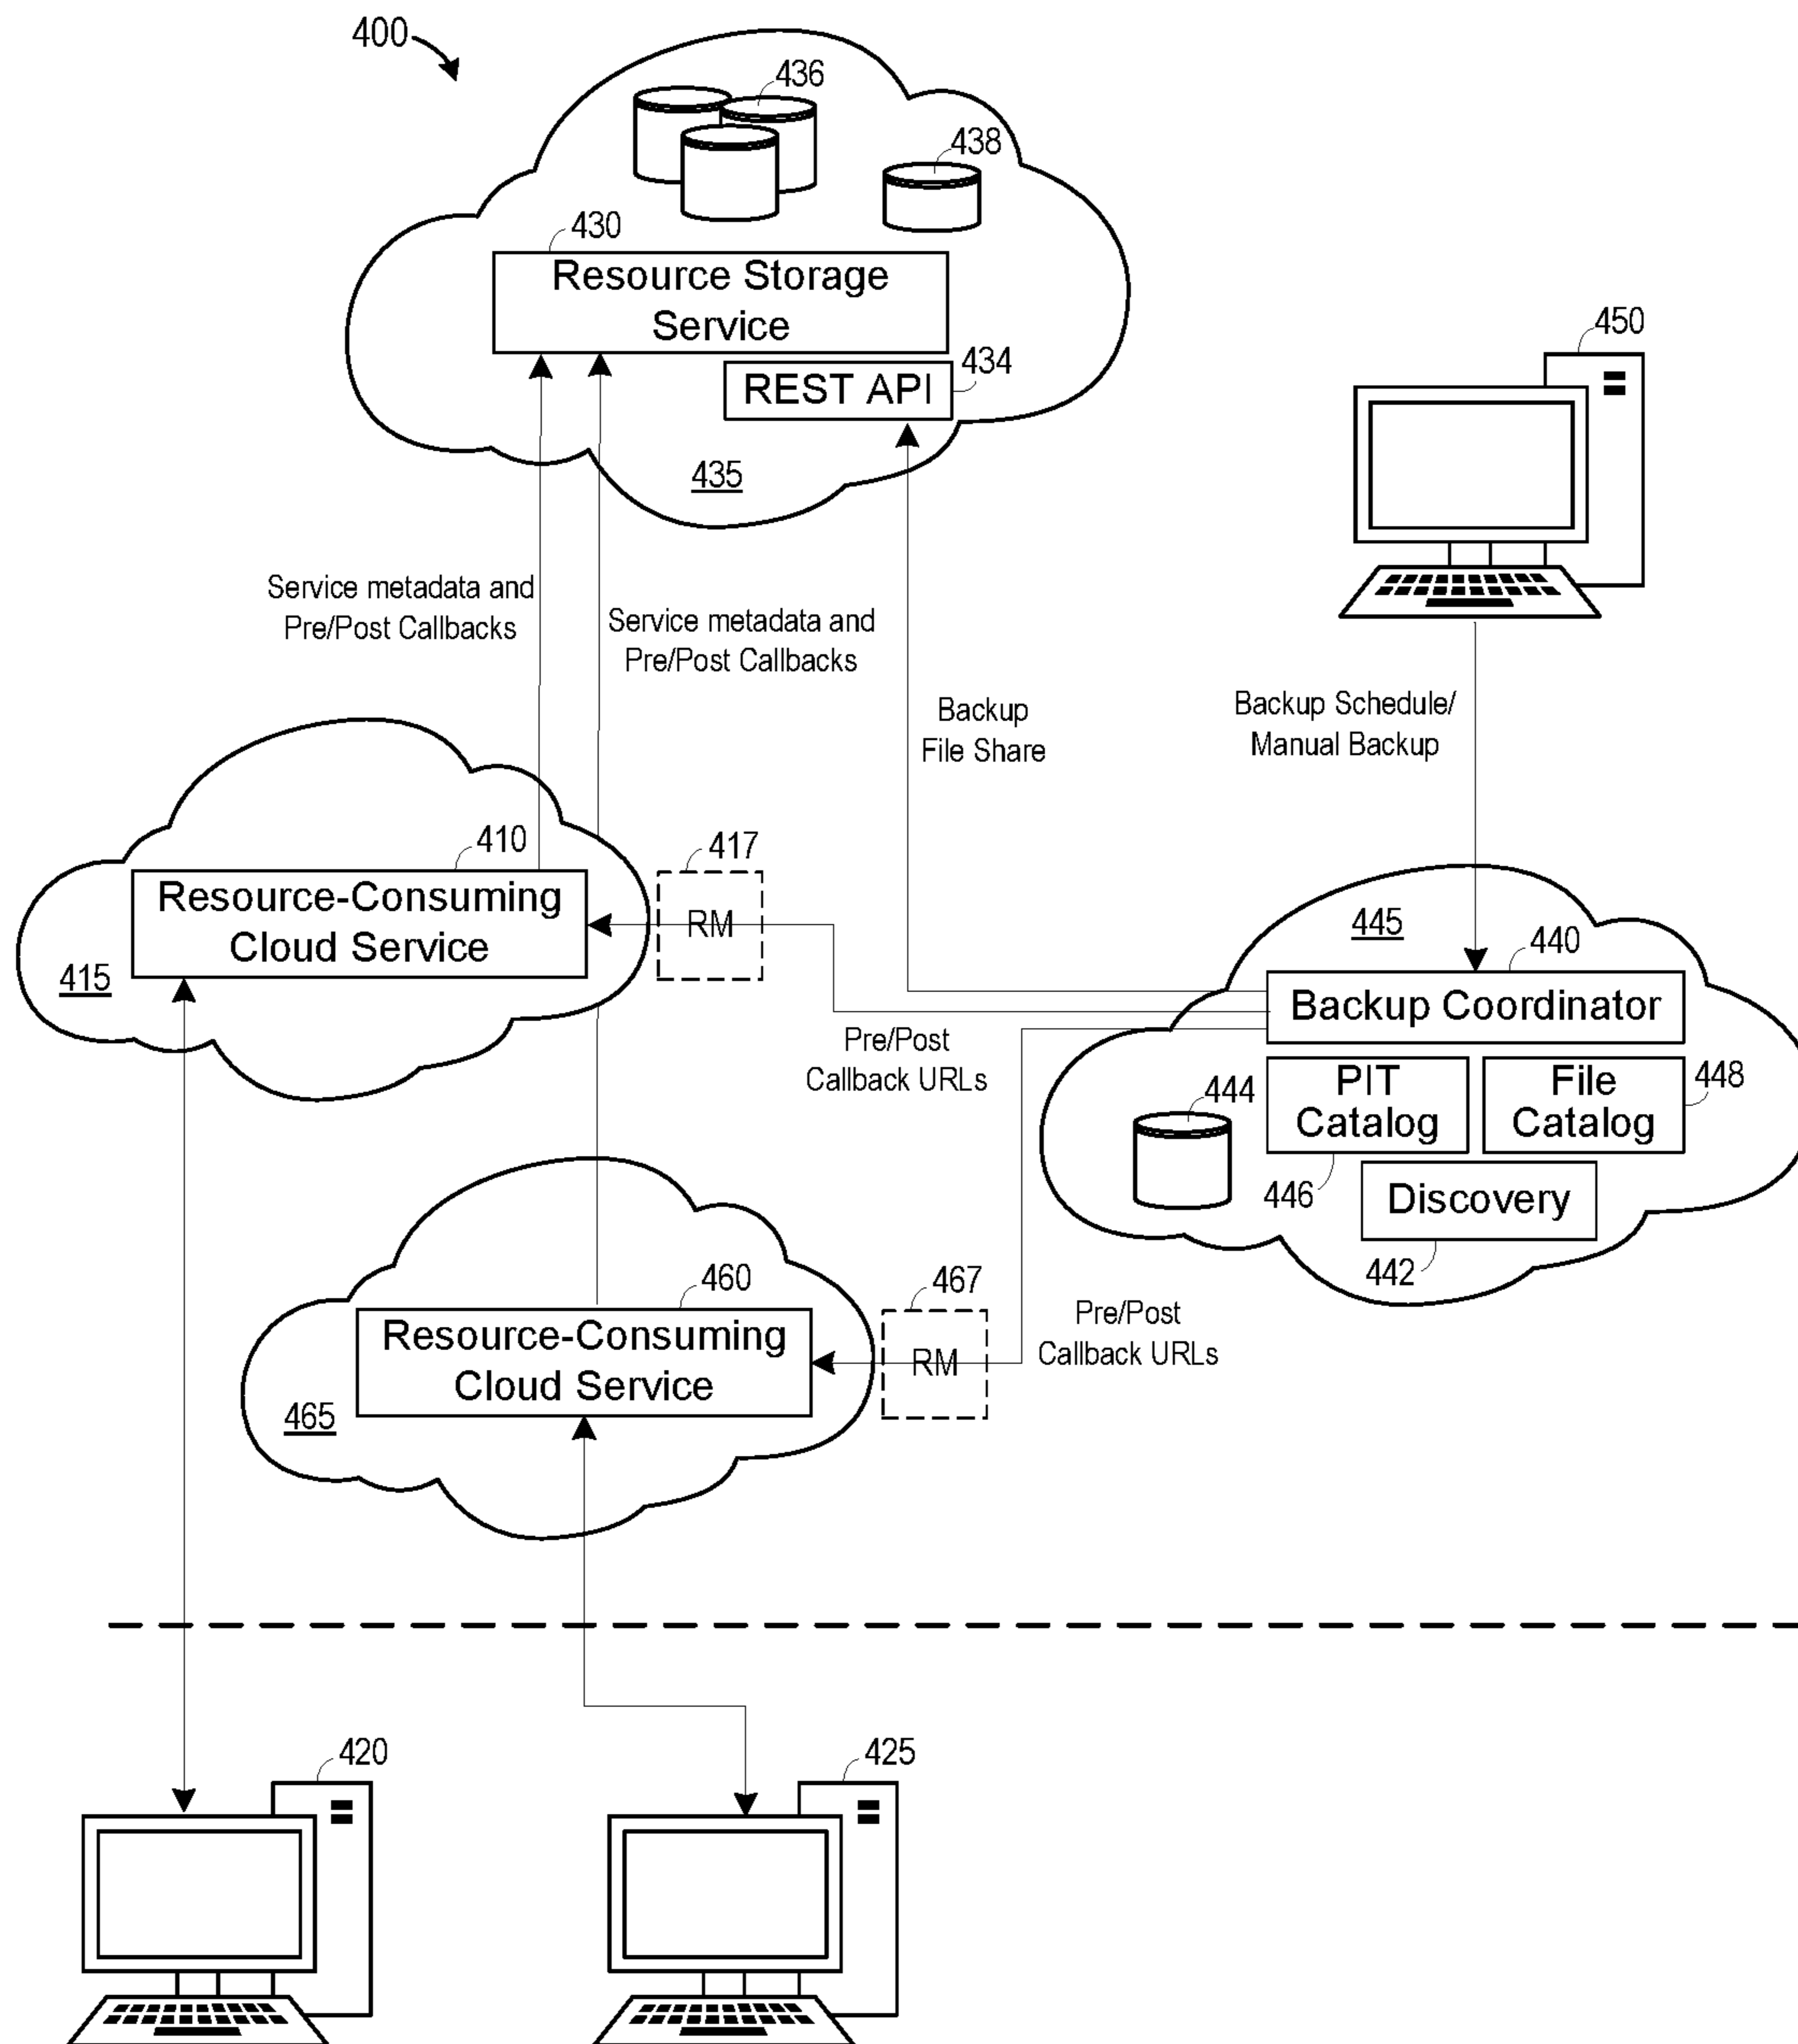 400
436
438
430
Resource Storage
Service
434
REST API
435
450
Service metadata and
Pre/Post Callbacks
Service metadata and
Pre/Post Callbacks
Backup
File Share
Backup Schedule/
Manual Backup
410
Resource-Consuming
Cloud Service
415
417
RM
445
440
Backup Coordinator
Pre/Post
Callback URLs
444
PIT
Catalog
446
File
Catalog
448
Discovery
442
460
Resource-Consuming
Cloud Service
465
467
RM
Pre/Post
Callback URLs
420
425